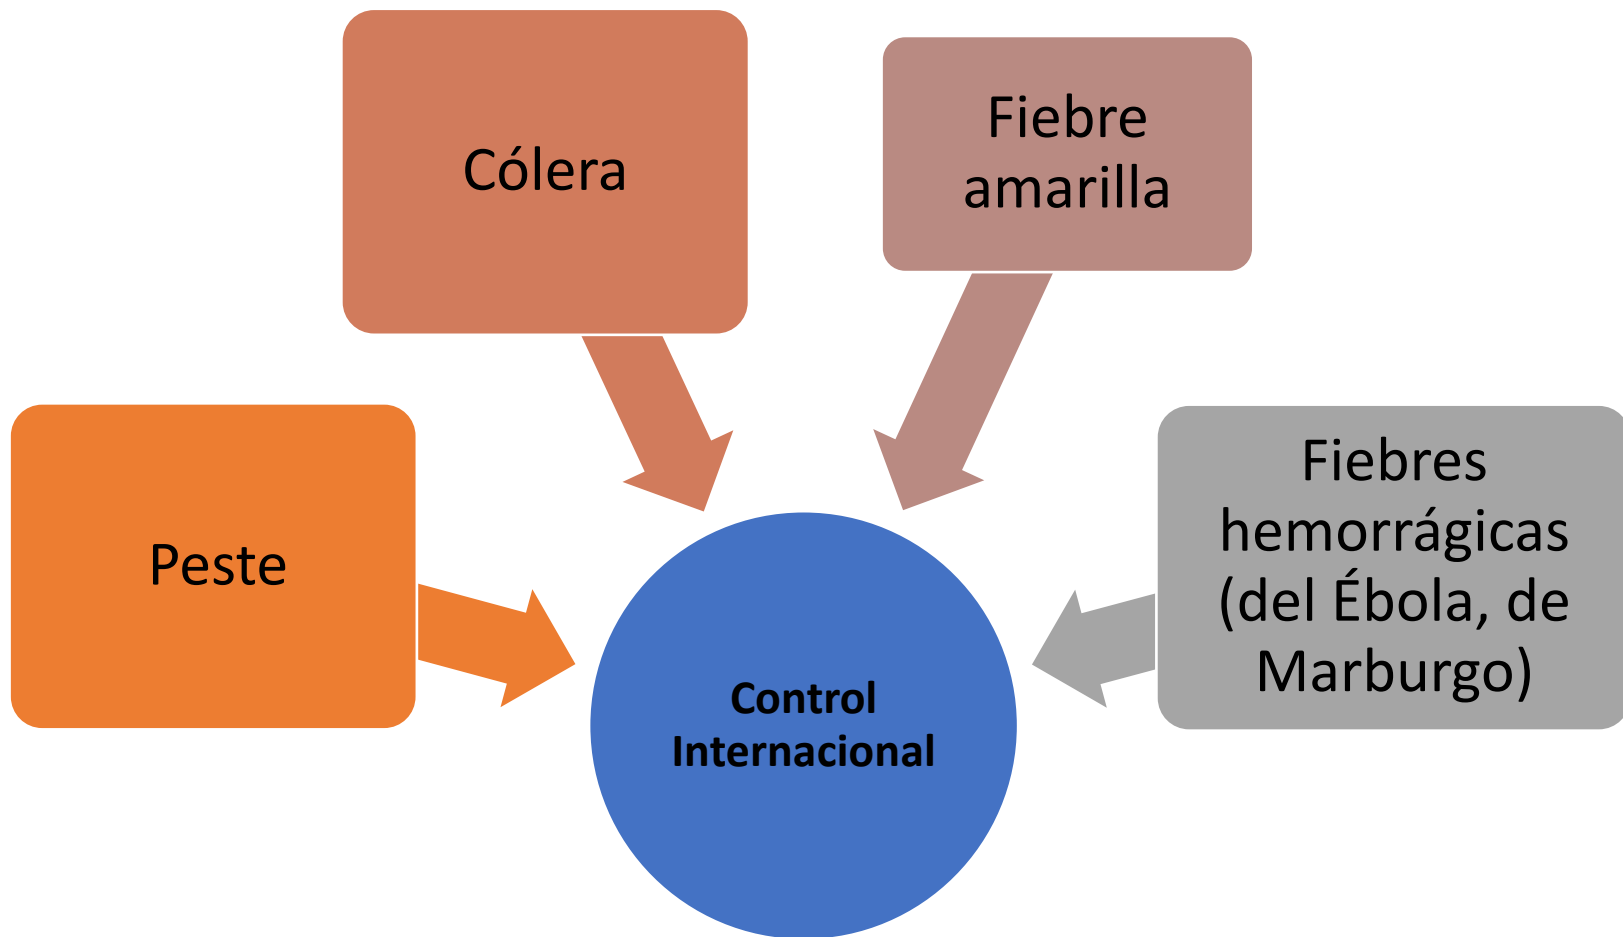 Cólera
Fiebre
amarilla
Peste
Fiebres
hemorrágicas
(del Ébola, de
Marburgo)
Control
Internacional